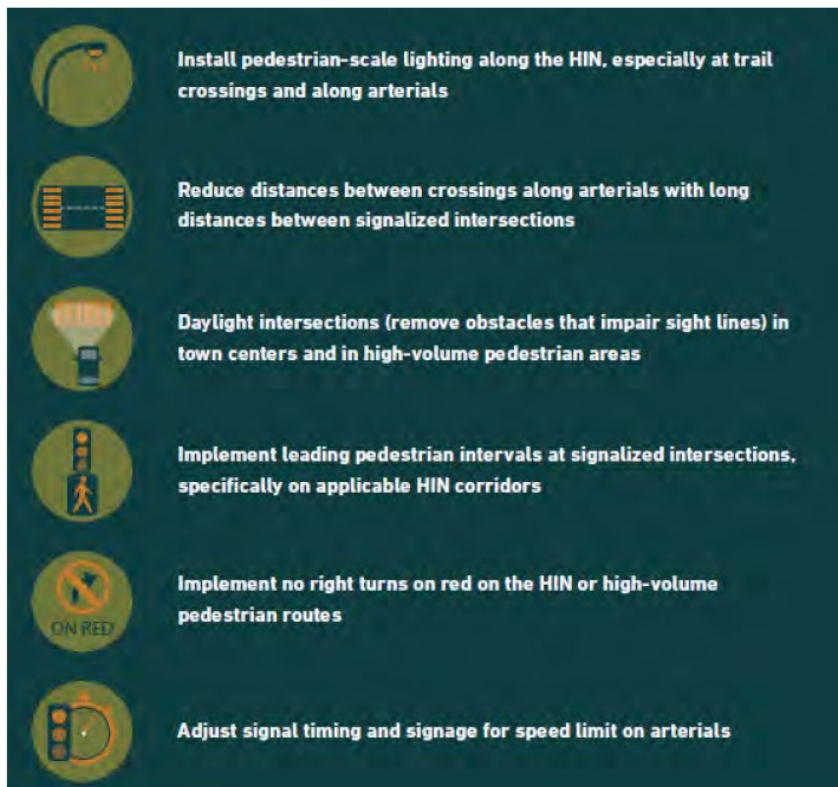 Install pedestrian-scale lighting along the HIN, especially at trail
crossings and along arterials
Reduce distances between crossings along arterials with long
distances between signalized intersections
Daylight intersections (remove obstacles that impair sight lines) in
town centers and in high-volume pedestrian areas
Implement leading pedestrian intervals at signalized intersections,
specifically on applicable HIN corridors
ON RED
Implement no right turns on red on the HIN or high-volume
pedestrian routes
Adjust signal timing and signage for speed limit on arterials